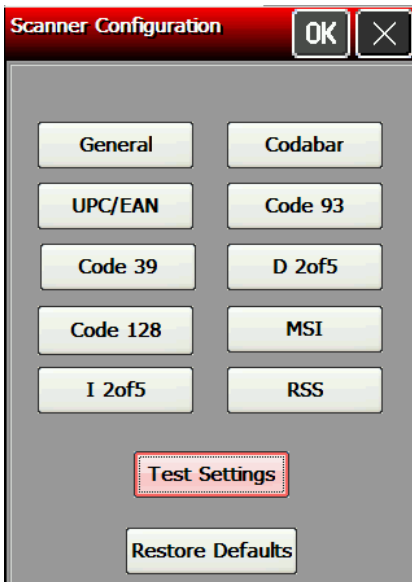 Scanner Configuration OK
General Codabar
UPC/EAN Code 93
Code 39 D 2of5
Code 128 MSI
I 2of5 RSS
Test Settings
Restore Defaults